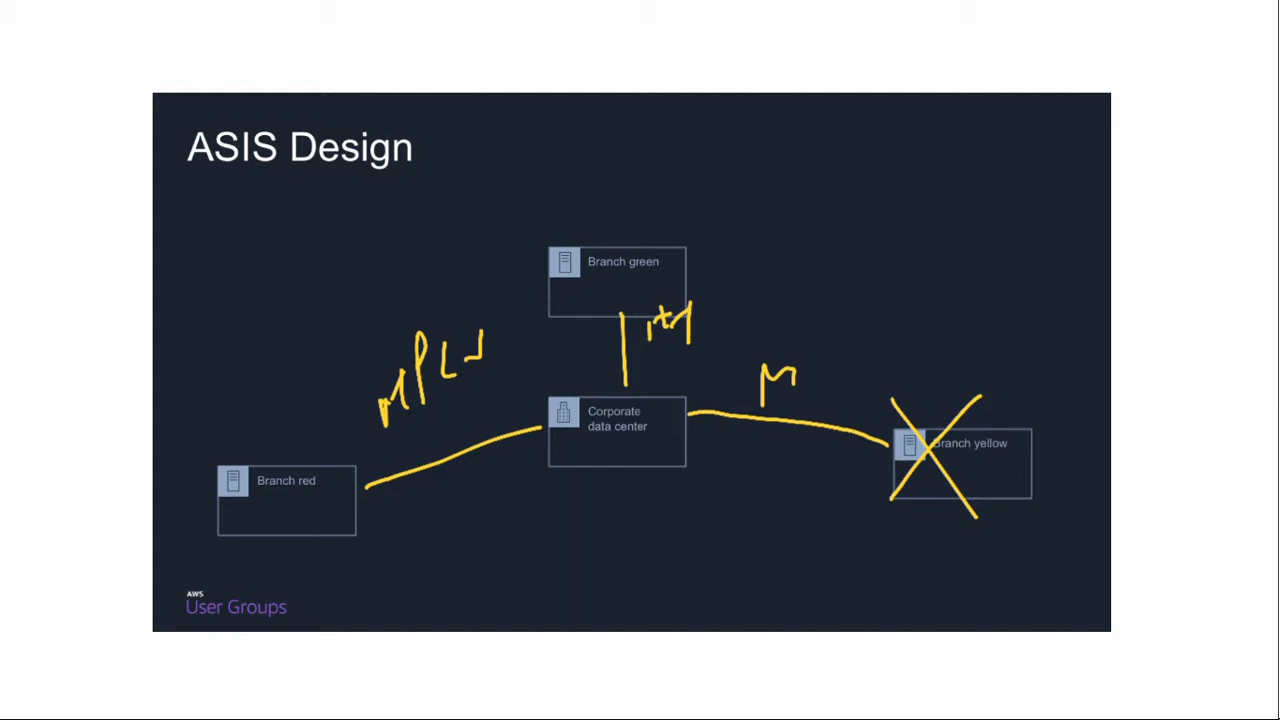 ASIS Design
Branch green
MPLS
M
Corporate
data center
Branch yellow
Branch red
AWS
User Groups